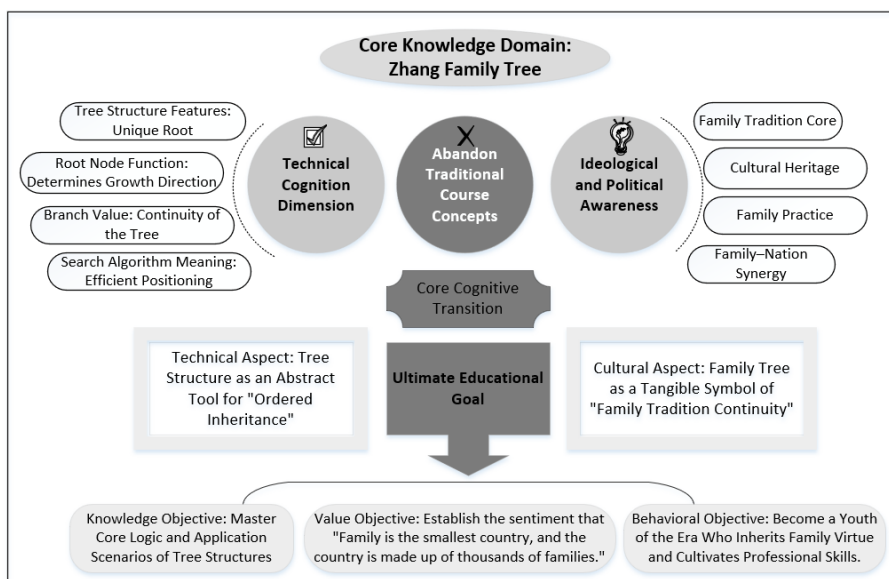 Core Knowledge Domain:
Zhang Family Tree
Tree Structure Features:
Unique Root
Root Node Function:
Determines Growth Direction
Branch Value: Continuity of
the Tree
Search Algorithm Meaning:
Efficient Positioning
Technical
Cognition
Dimension
Abandon
Traditional
Course
Concepts
Ideological
and Political
Awareness
Family Tradition Core
Cultural Heritage
Family Practice
Family–Nation
Synergy
Core Cognitive
Transition
Technical Aspect: Tree
Structure as an Abstract
Tool for "Ordered
Inheritance"
Ultimate Educational
Goal
Cultural Aspect: Family Tree
as a Tangible Symbol of
"Family Tradition Continuity"
Knowledge Objective: Master
Core Logic and Application
Scenarios of Tree Structures
Value Objective: Establish the sentiment that
"Family is the smallest country, and the
country is made up of thousands of families."
Behavioral Objective: Become a Youth
of the Era Who Inherits Family Virtue
and Cultivates Professional Skills.